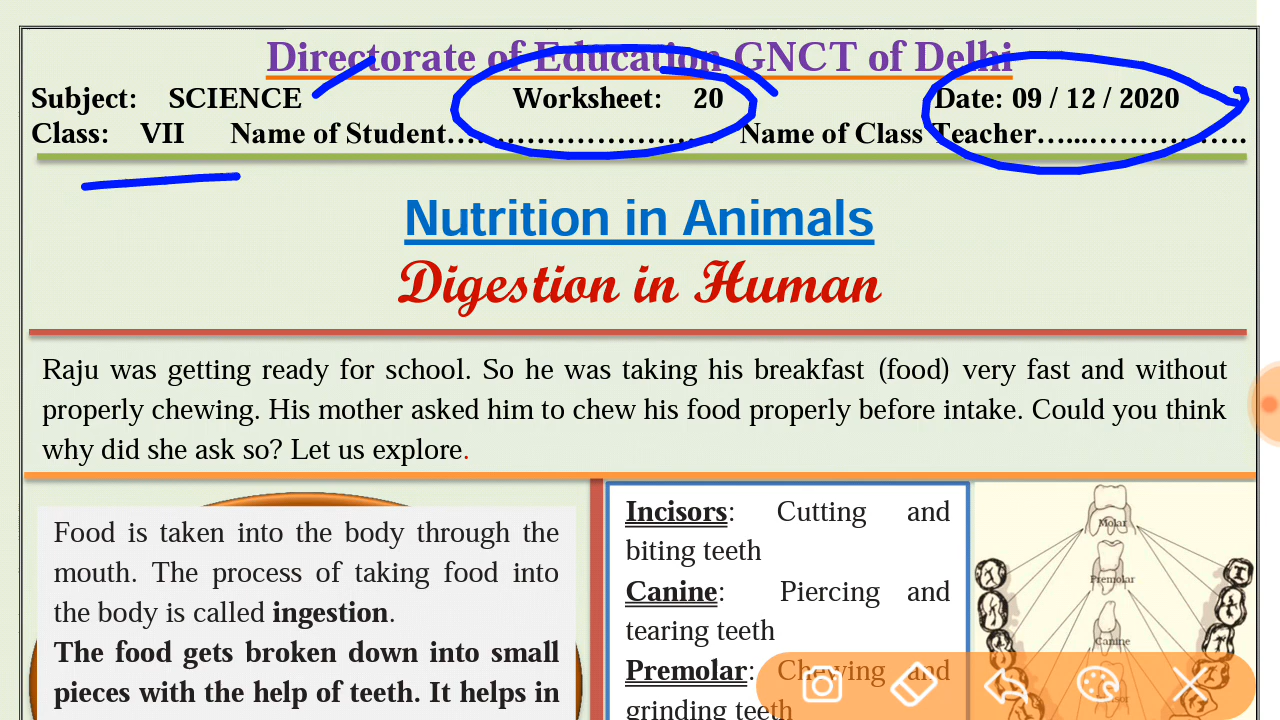 Directorate of Education GNCT of Delhi
Subject: SCIENCE Worksheet: 20 Date: 09 / 12 / 2020
Class: VII Name of Student…………………………. Name of Class Teacher…...…………….
Nutrition in Animals
Digestion in Human
Raju was getting ready for school. So he was taking his breakfast (food) very fast and without
properly chewing. His mother asked him to chew his food properly before intake. Could you think
why did she ask so? Let us explore.
Food is taken into the body through the
mouth. The process of taking food into
the body is called ingestion.
The food gets broken down into small
pieces with the help of teeth. It helps in
Incisors: Cutting and
biting teeth
Canine: Piercing and
tearing teeth
Premolar: Chewing and
grinding teeth
Molar
Premolar
Canine